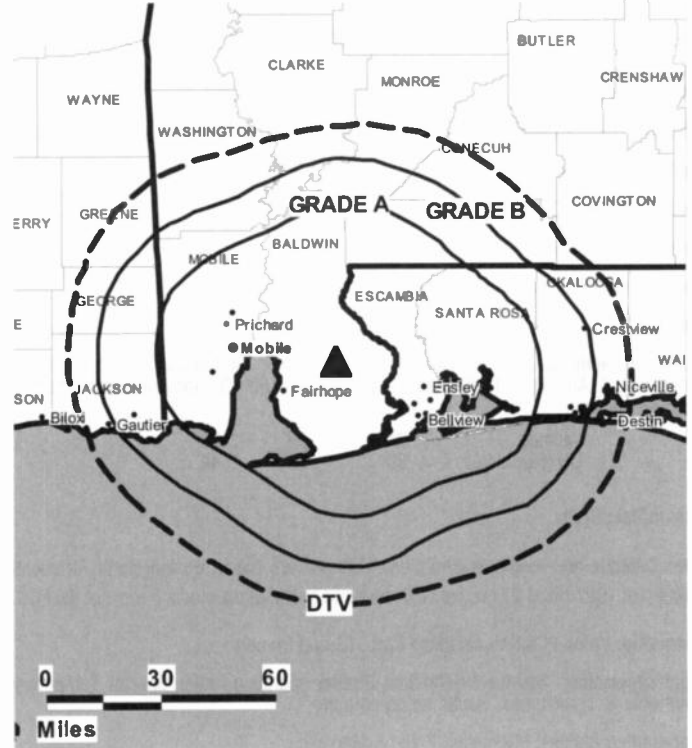 BUTLER
CLARKE
MONROE
CRENSHAW
WAYNE
WASHINGTON
CONECUH
COVINGTON
GREENE
GRADE A
GRADE B
ERRY
BALDWIN
MOBILE
OKALOOSA
ESCAMBIA
GEORGE
SANTA ROSA
E
Prichard
Crestview
Mobile
WAL
JACKSON
Fairhope
Ensley
Niceville
SON
Biloxi
Gautier
Bellview
Destin
DTV
0 30 60
Miles